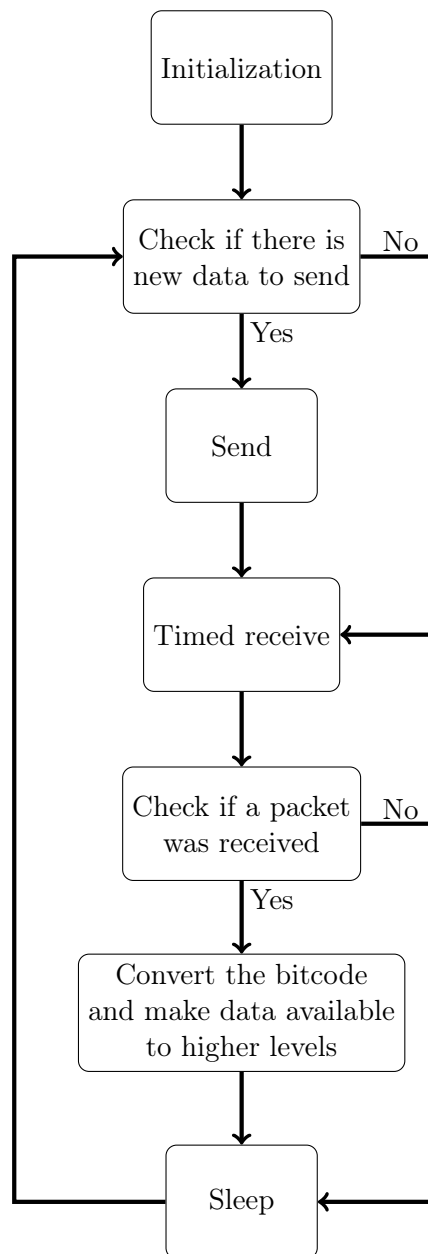 Initialization
Check if there is
new data to send
No
Yes
Send
Timed receive
Check if a packet
was received
No
Yes
Convert the bitcode
and make data available
to higher levels
Sleep